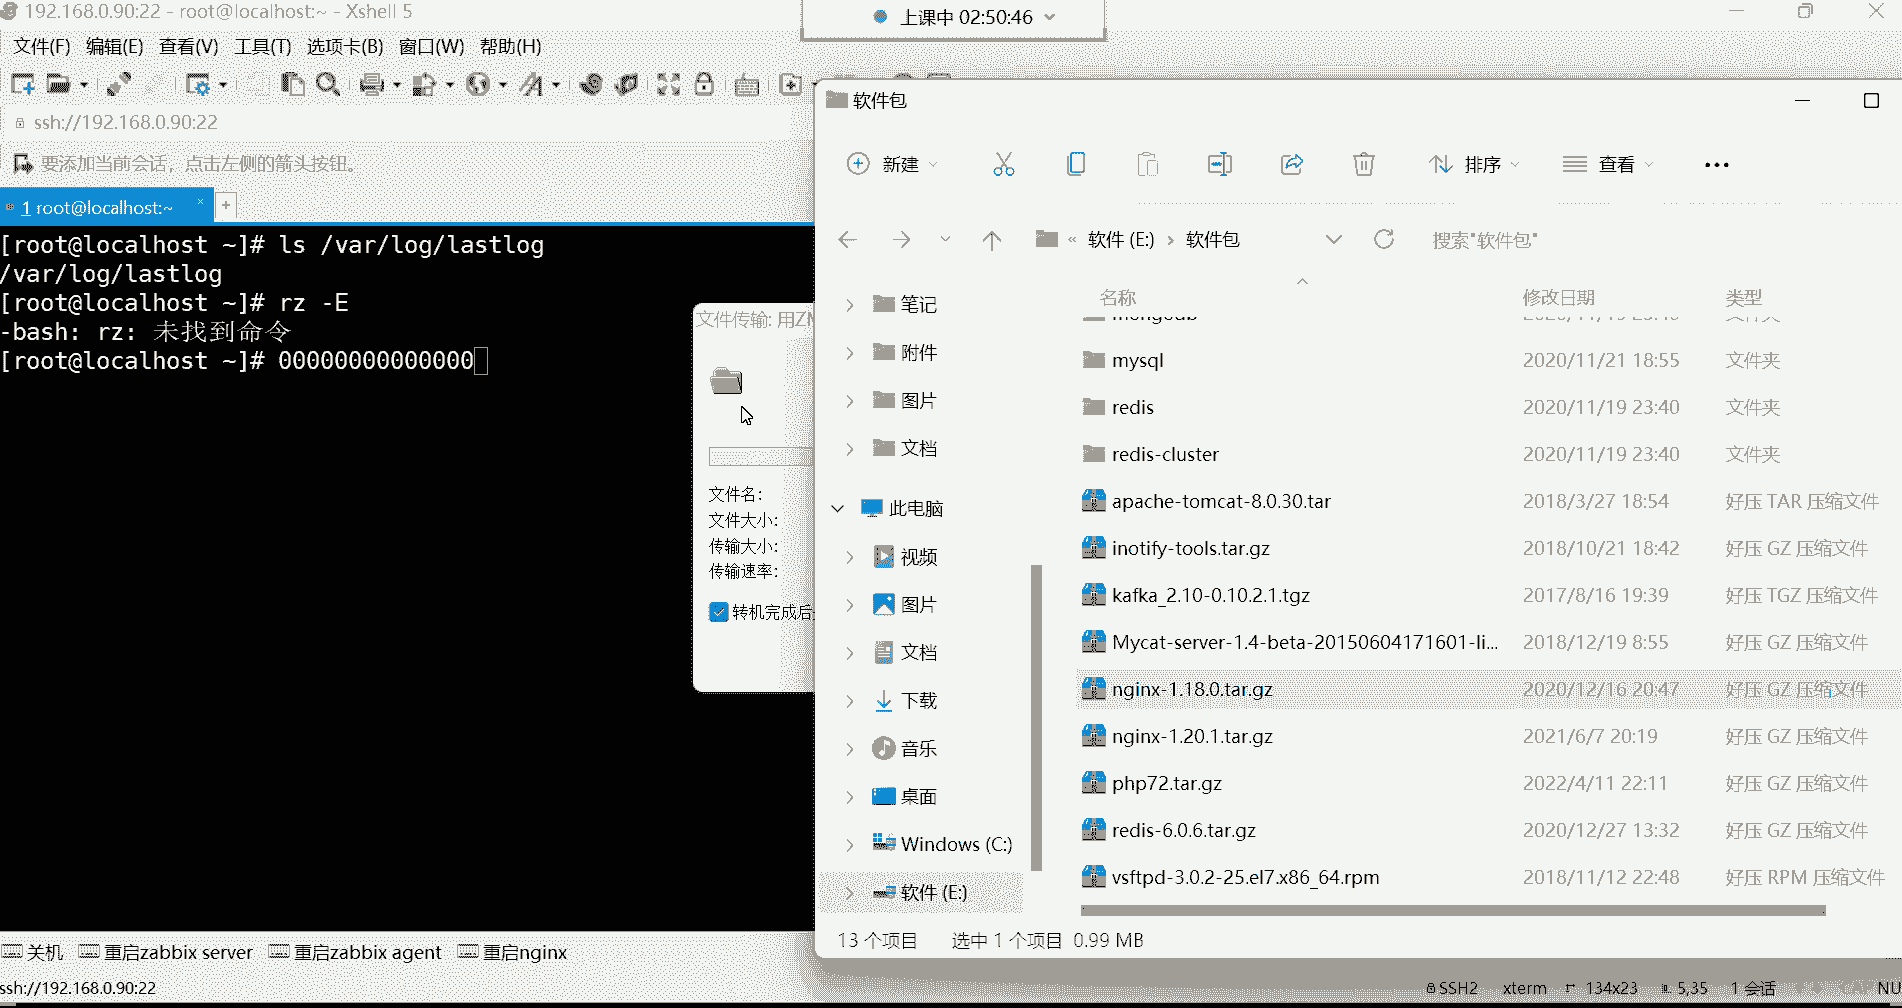 192.168.0.90:22 - root@localhost:~ - Xshell 5
上课中 02:50:46
文件(F) 编辑(E) 查看(V) 工具(T) 选项卡(B) 窗口(W) 帮助(H)
ssh://192.168.0.90:22
要添加当前会话，点击左侧的箭头按钮。
1 root@localhost:~
[root@localhost ~]# ls /var/log/lastlog
/var/log/lastlog
[root@localhost ~]# rz -E
-bash: rz: 未找到命令
[root@localhost ~]# 00000000000000
文件传输: 用ZM
文件名:
文件大小:
传输大小:
传输速率:
转机完成后
软件包
新建
排序
查看
« 软件 (E:) › 软件包
搜索"软件包"
笔记
附件
图片
文档
此电脑
视频
图片
文档
下载
音乐
桌面
Windows (C:)
软件 (E:)
名称 修改日期 类型
mongodb 2020/11/19 23:40 文件夹
mysql 2020/11/21 18:55 文件夹
redis 2020/11/19 23:40 文件夹
redis-cluster 2020/11/19 23:40 文件夹
apache-tomcat-8.0.30.tar 2018/3/27 18:54 好压 TAR 压缩文件
inotify-tools.tar.gz 2018/10/21 18:42 好压 GZ 压缩文件
kafka_2.10-0.10.2.1.tgz 2017/8/16 19:39 好压 TGZ 压缩文件
Mycat-server-1.4-beta-20150604171601-li... 2018/12/19 8:55 好压 GZ 压缩文件
nginx-1.18.0.tar.gz 2020/12/16 20:47 好压 GZ 压缩文件
nginx-1.20.1.tar.gz 2021/6/7 20:19 好压 GZ 压缩文件
php72.tar.gz 2022/4/11 22:11 好压 GZ 压缩文件
redis-6.0.6.tar.gz 2020/12/27 13:32 好压 GZ 压缩文件
vsftpd-3.0.2-25.el7.x86_64.rpm 2018/11/12 22:48 好压 RPM 压缩文件
13 个项目 选中 1 个项目 0.99 MB
关机 重启zabbix server 重启zabbix agent 重启nginx
ssh://192.168.0.90:22
SSH2 xterm 134x23 5,35 1 会话